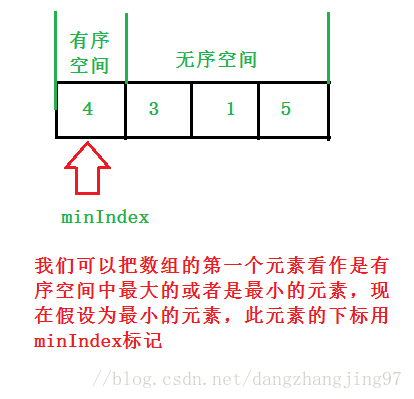 有序
空间
无序空间
4 3 1 5
minIndex
我们可以把数组的第一个元素看作是有
序空间中最大的或者是最小的元素，现
在假设为最小的元素，此元素的下标用
minIndex标记
//blog.csdn.net/dangzhangjing97